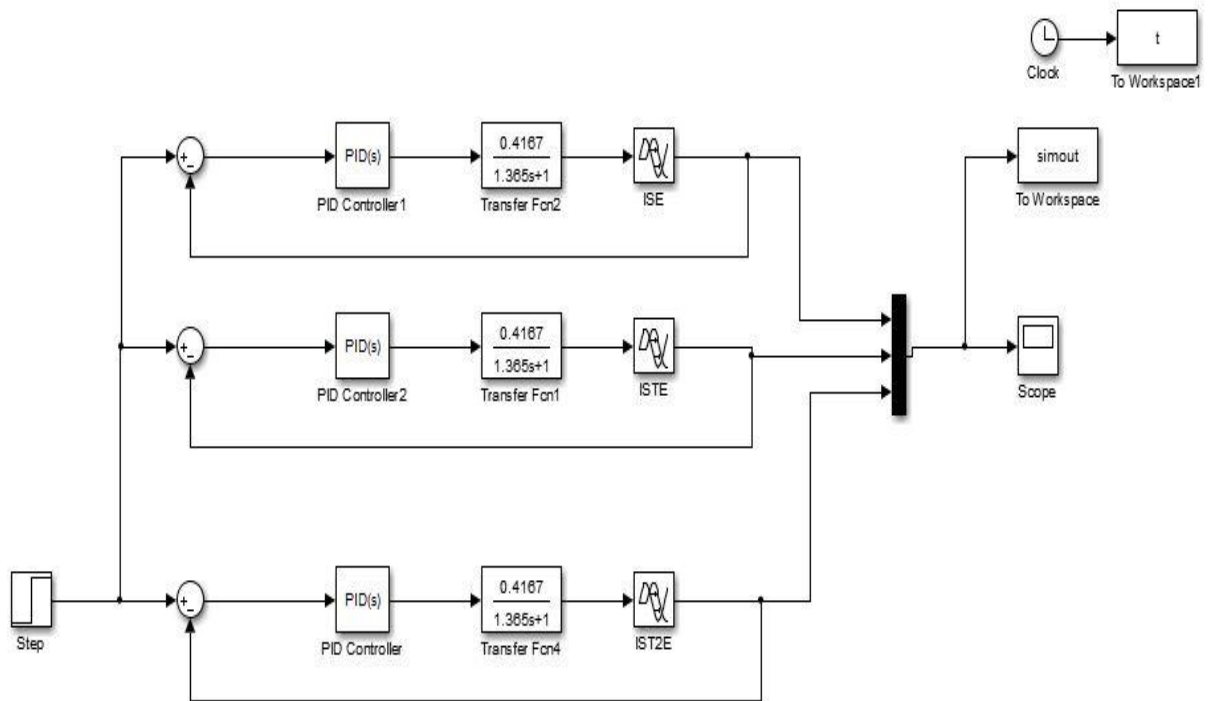 t
Clock
To Workspace1
+
-
PID(s)
0.4167
1.365s+1
simout
PID Controller1
Transfer Fcn2
ISE
To Workspace
+
-
PID(s)
0.4167
1.365s+1
PID Controller2
Transfer Fcn1
ISTE
Scope
+
-
PID(s)
0.4167
1.365s+1
Step
PID Controller
Transfer Fcn4
IST2E